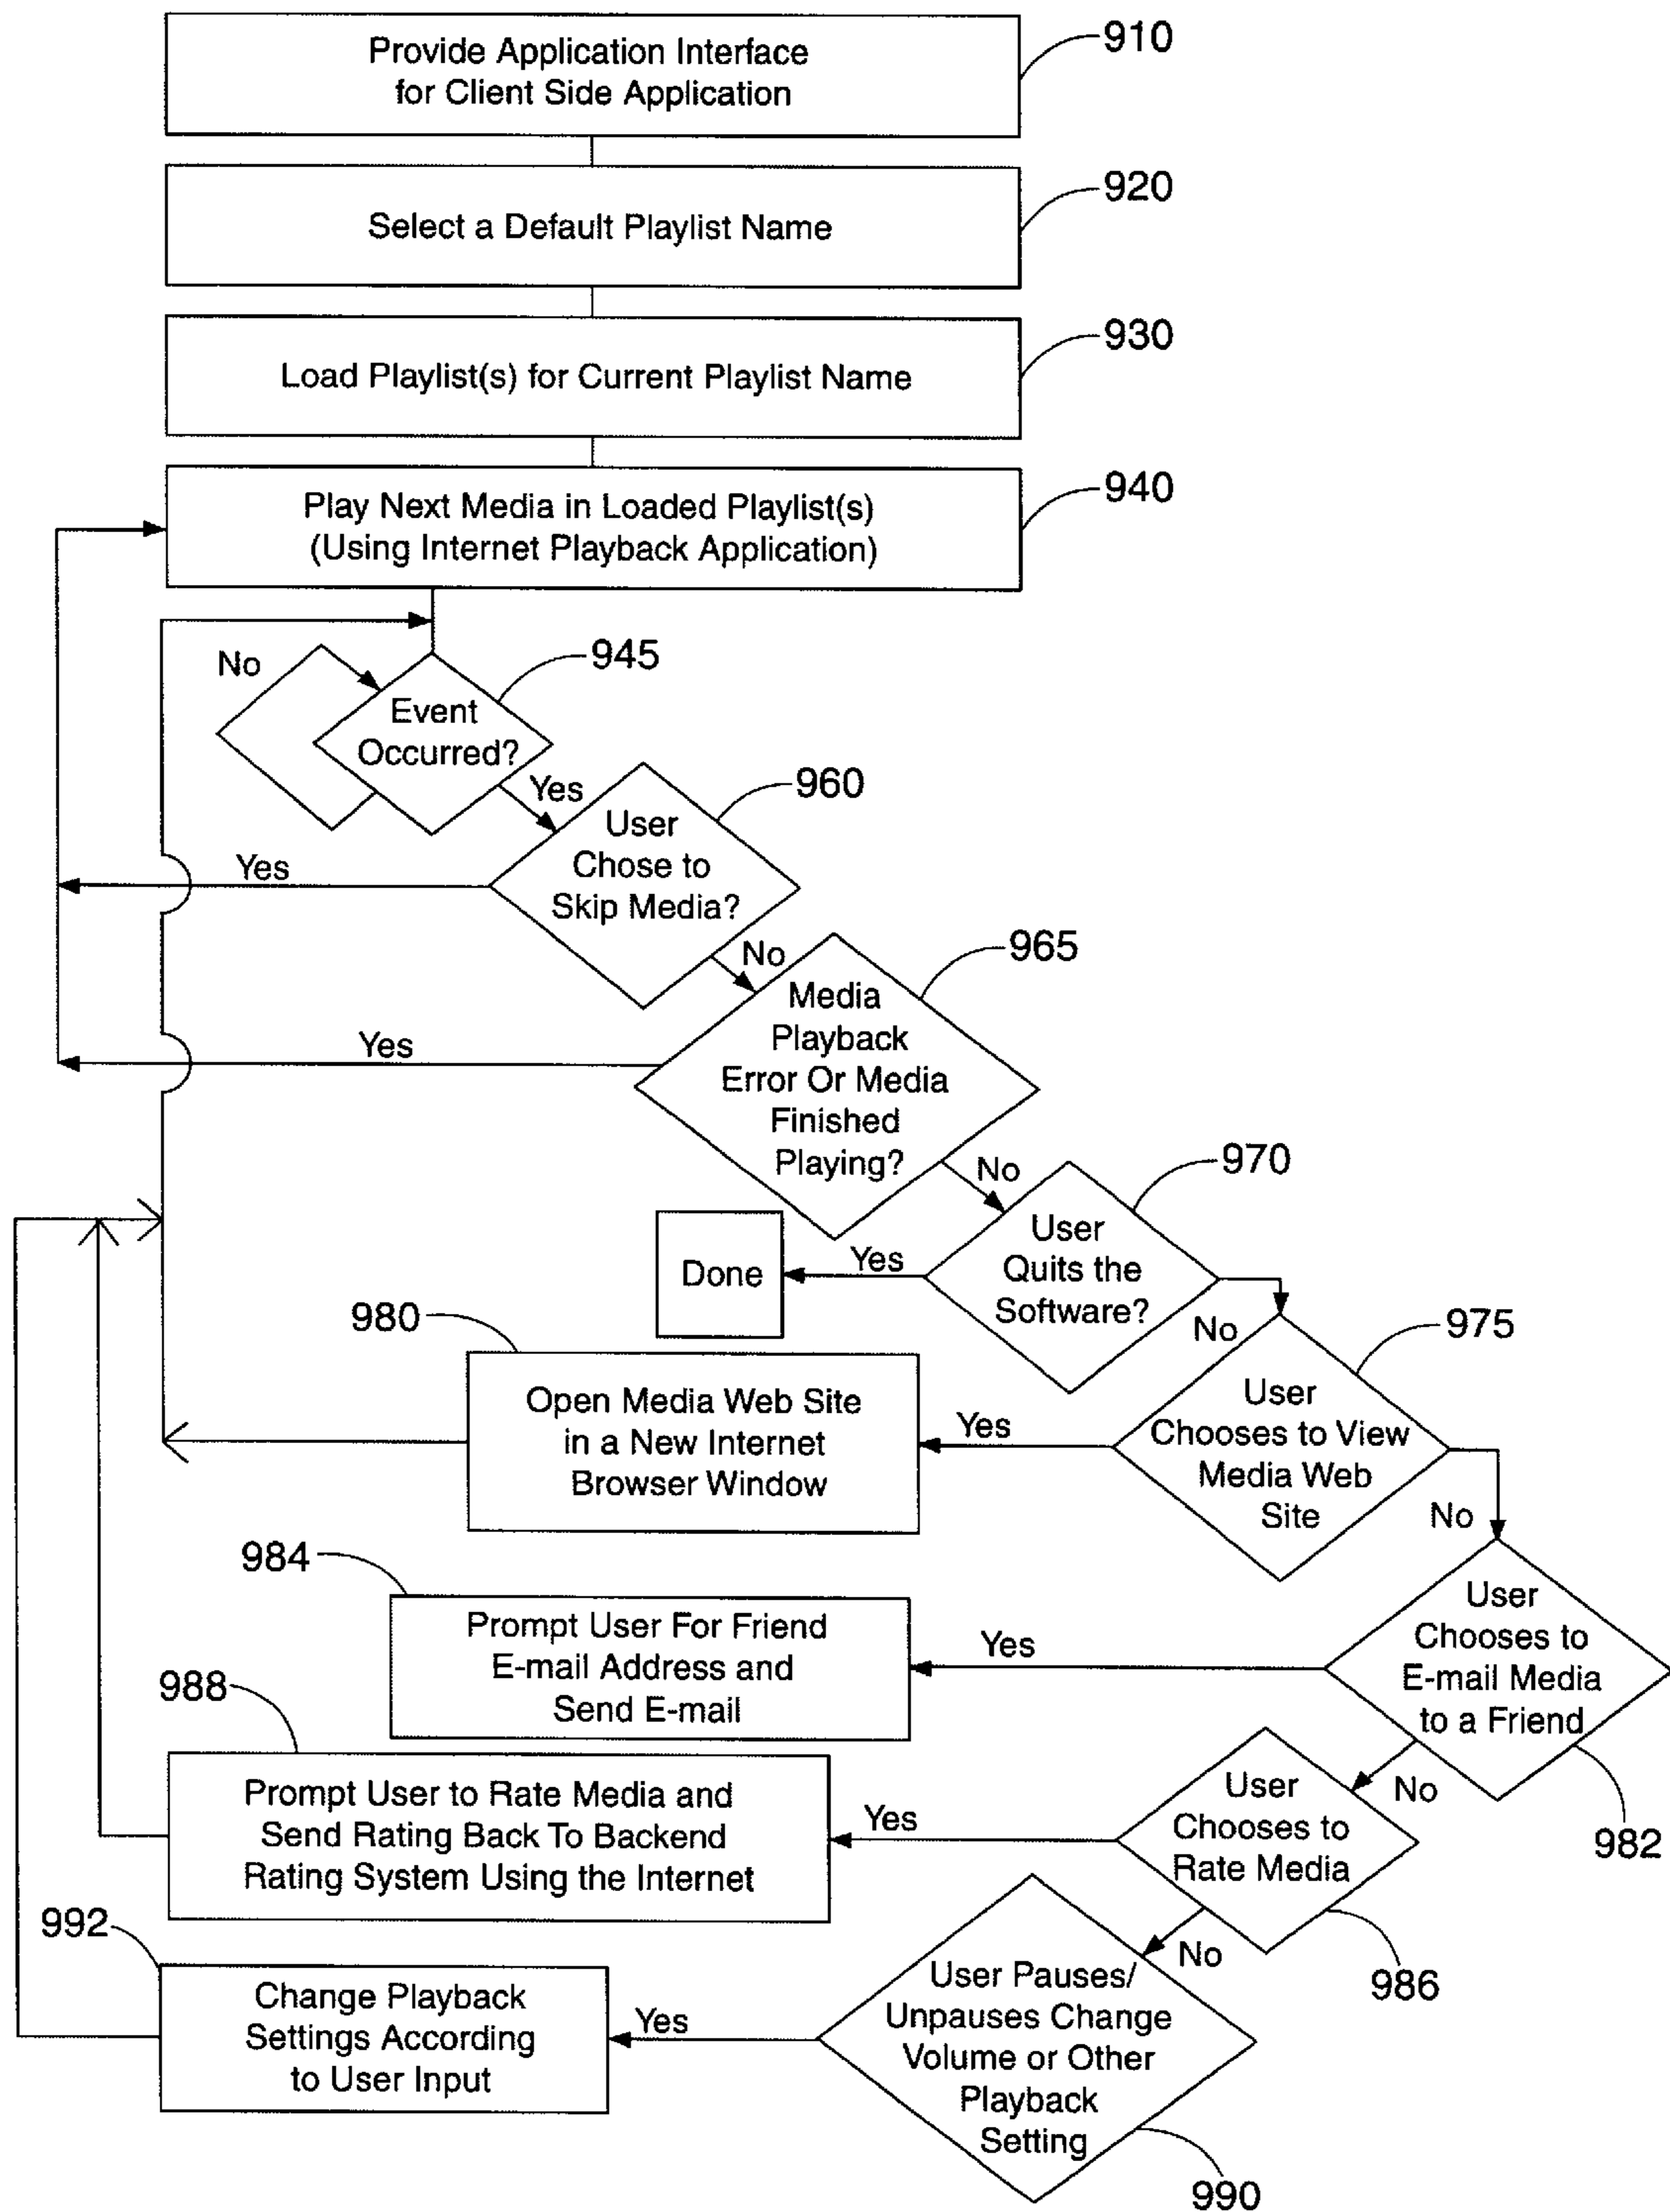 Provide Application Interface
for Client Side Application
910
Select a Default Playlist Name
920
Load Playlist(s) for Current Playlist Name
930
Play Next Media in Loaded Playlist(s)
(Using Internet Playback Application)
940
No
Event
Occurred?
945
Yes
User
Chose to
Skip Media?
960
Yes
No
Media
Playback
Error Or Media
Finished
Playing?
965
Yes
No
User
Quits the
Software?
970
Yes
Done
No
User
Chooses to View
Media Web
Site
975
Yes
980
Open Media Web Site
in a New Internet
Browser Window
No
User
Chooses to
E-mail Media
to a Friend
982
Yes
984
Prompt User For Friend
E-mail Address and
Send E-mail
No
User
Chooses to
Rate Media
986
Yes
988
Prompt User to Rate Media and
Send Rating Back To Backend
Rating System Using the Internet
No
User Pauses/
Unpauses Change
Volume or Other
Playback
Setting
990
Yes
992
Change Playback
Settings According
to User Input